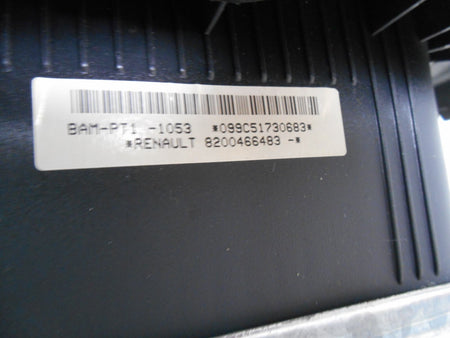 BAM-PT1 -1053 *099C51730683*
*RENAULT 8200466483 -*